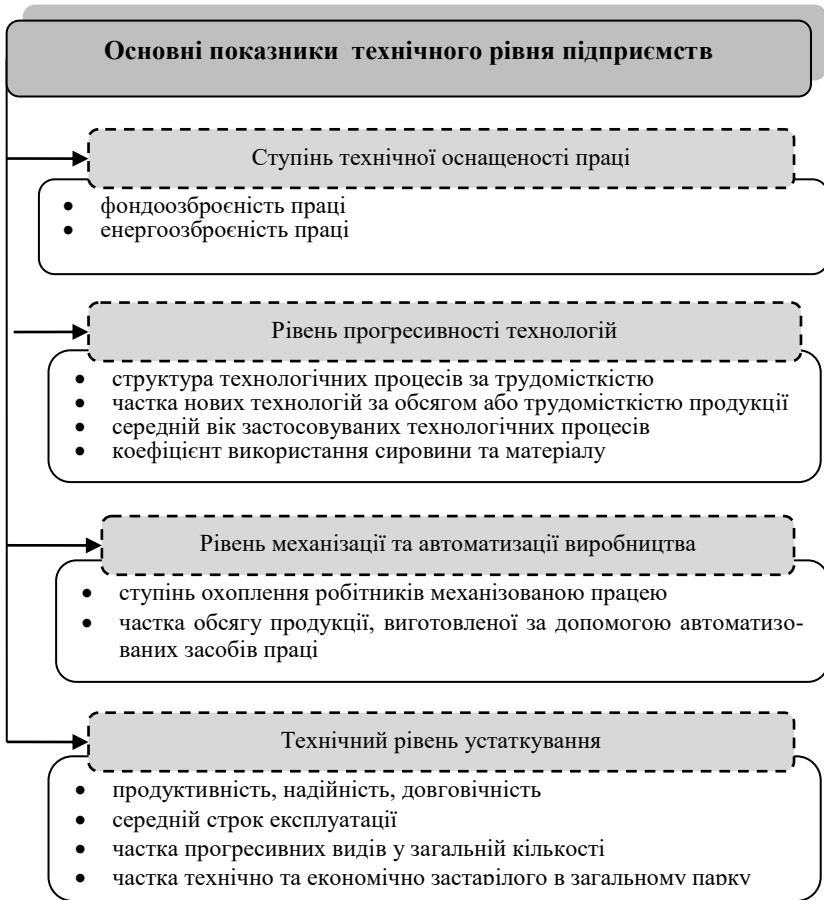 Основні показники технічного рівня підприємств
Ступінь технічної оснащеності праці
• фондоозброєність праці
• енергоозброєність праці
Рівень прогресивності технологій
• структура технологічних процесів за трудомісткістю
• частка нових технологій за обсягом або трудомісткістю продукції
• середній вік застосовуваних технологічних процесів
• коефіцієнт використання сировини та матеріалу
Рівень механізації та автоматизації виробництва
• ступінь охоплення робітників механізованою працею
• частка обсягу продукції, виготовленої за допомогою автоматизо-
ваних засобів праці
Технічний рівень устаткування
• продуктивність, надійність, довговічність
• середній строк експлуатації
• частка прогресивних видів у загальній кількості
• частка технічно та економічно застарілого в загальному парку